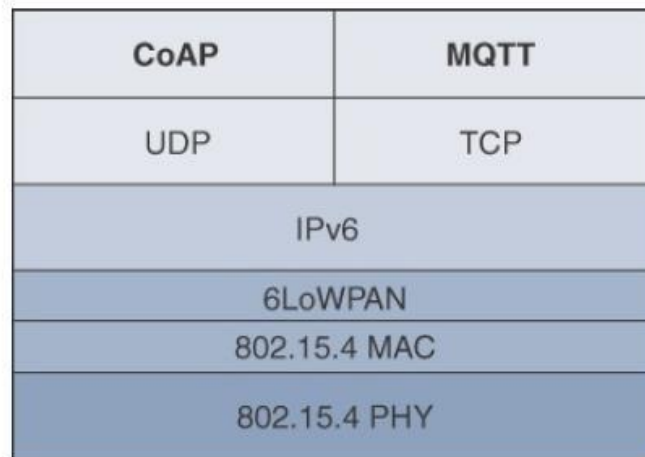 CoAP
MQTT
UDP
TCP
IPv6
6LoWPAN
802.15.4 MAC
802.15.4 PHY